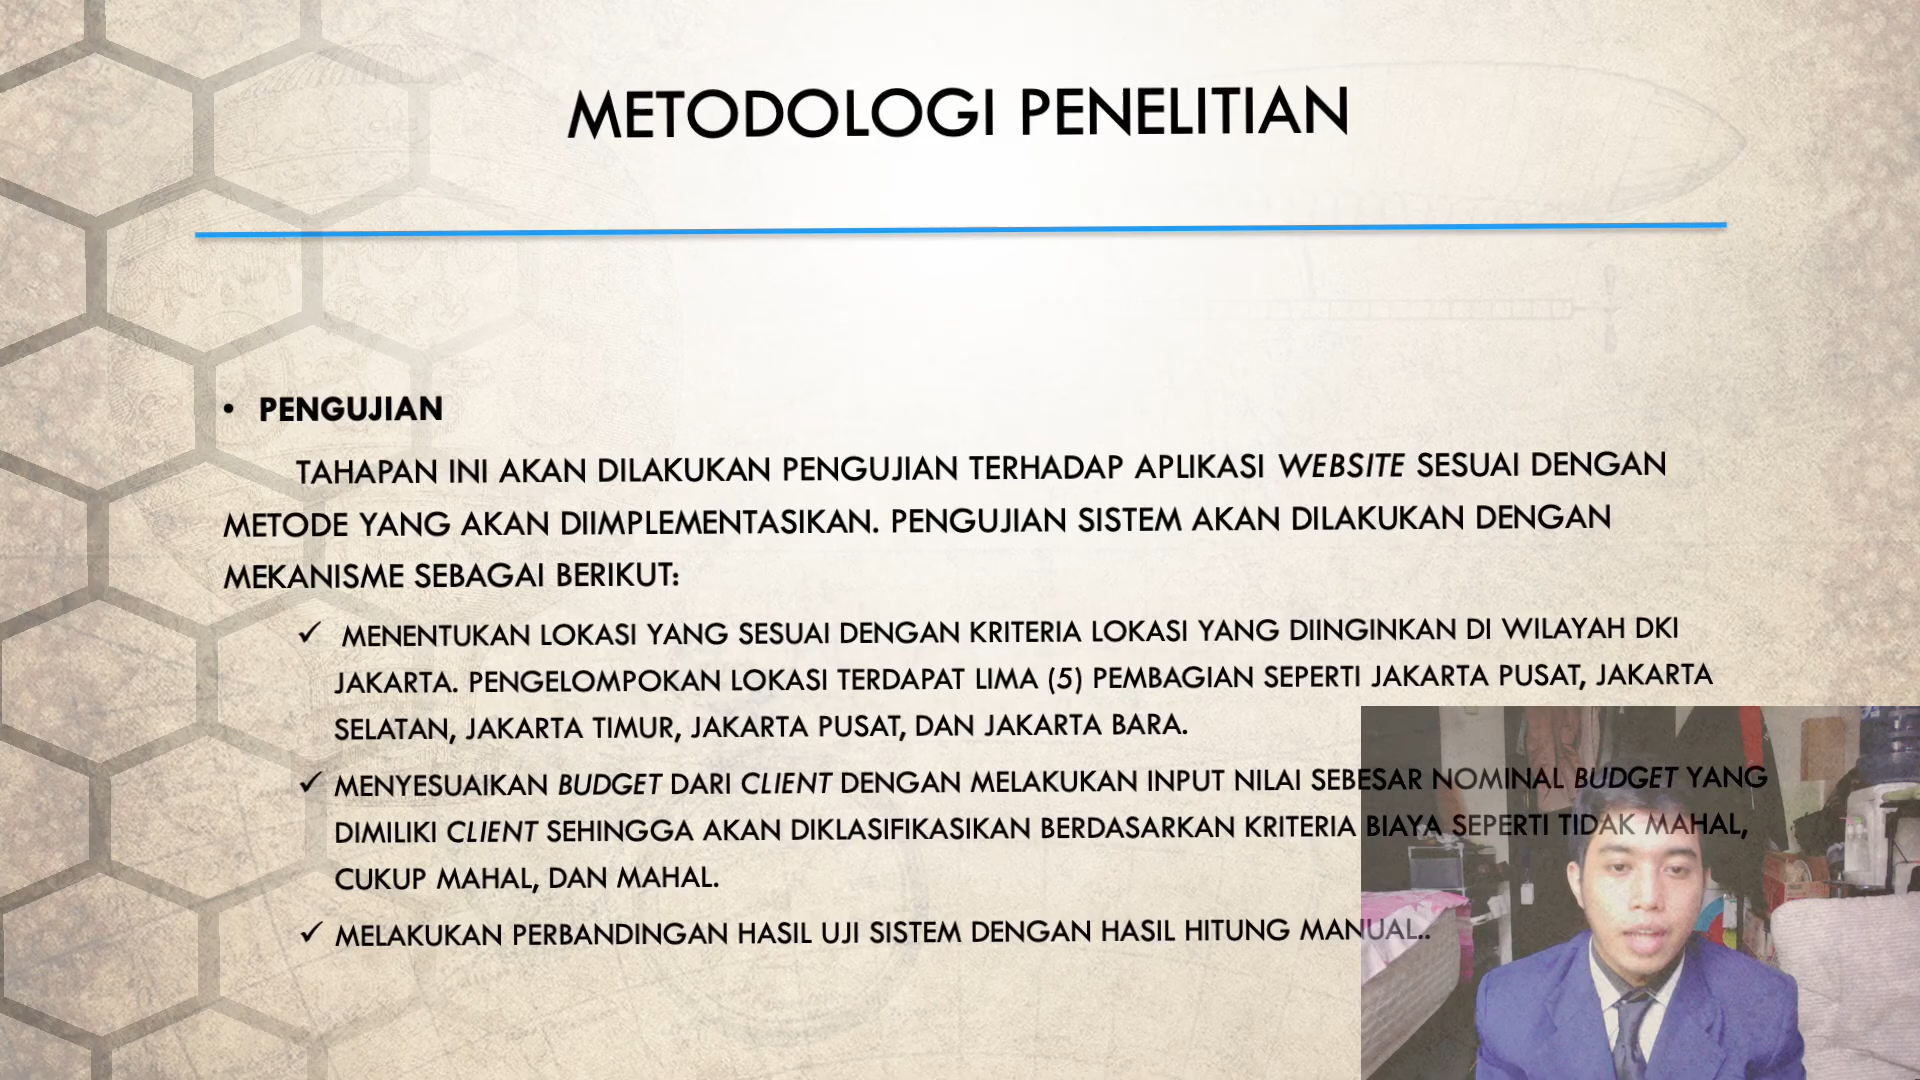 METODOLOGI PENELITIAN
• PENGUJIAN
TAHAPAN INI AKAN DILAKUKAN PENGUJIAN TERHADAP APLIKASI WEBSITE SESUAI DENGAN
METODE YANG AKAN DIIMPLEMENTASIKAN. PENGUJIAN SISTEM AKAN DILAKUKAN DENGAN
MEKANISME SEBAGAI BERIKUT:
✓ MENENTUKAN LOKASI YANG SESUAI DENGAN KRITERIA LOKASI YANG DIINGINKAN DI WILAYAH DKI
JAKARTA. PENGELOMPOKAN LOKASI TERDAPAT LIMA (5) PEMBAGIAN SEPERTI JAKARTA PUSAT, JAKARTA
SELATAN, JAKARTA TIMUR, JAKARTA PUSAT, DAN JAKARTA BARA.
✓ MENYESUAIKAN BUDGET DARI CLIENT DENGAN MELAKUKAN INPUT NILAI SEBESAR NOMINAL BUDGET YANG
DIMILIKI CLIENT SEHINGGA AKAN DIKLASIFIKASIKAN BERDASARKAN KRITERIA BIAYA SEPERTI TIDAK MAHAL,
CUKUP MAHAL, DAN MAHAL.
✓ MELAKUKAN PERBANDINGAN HASIL UJI SISTEM DENGAN HASIL HITUNG MANUAL..